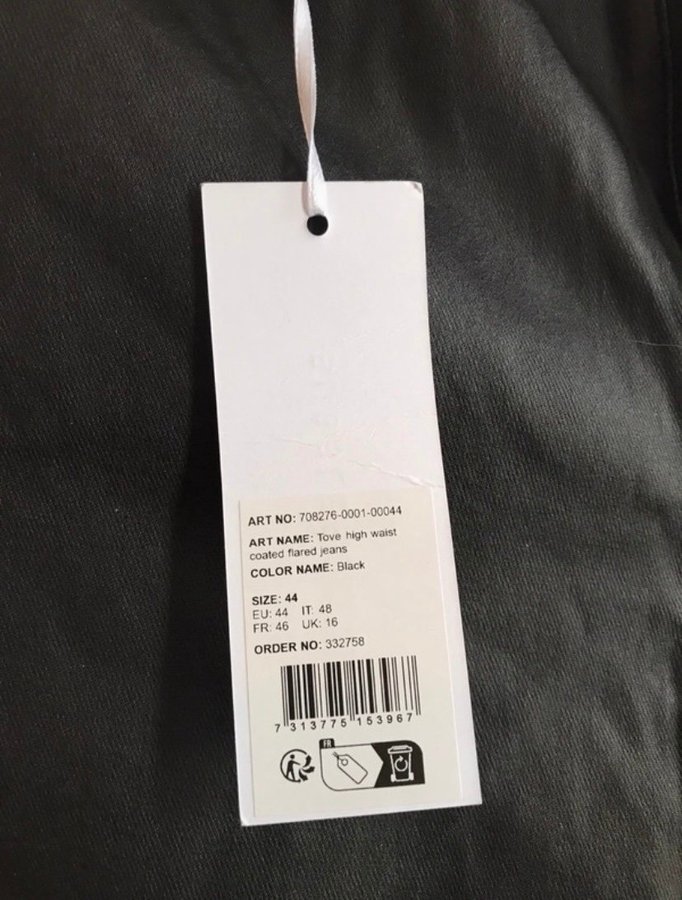 ART NO: 708276-0001-00044
ART NAME: Tove high waist
coated flared jeans
COLOR NAME: Black
SIZE: 44
EU: 44 IT: 48
FR: 46 UK: 16
ORDER NO: 332758
7 313775 153967
FR